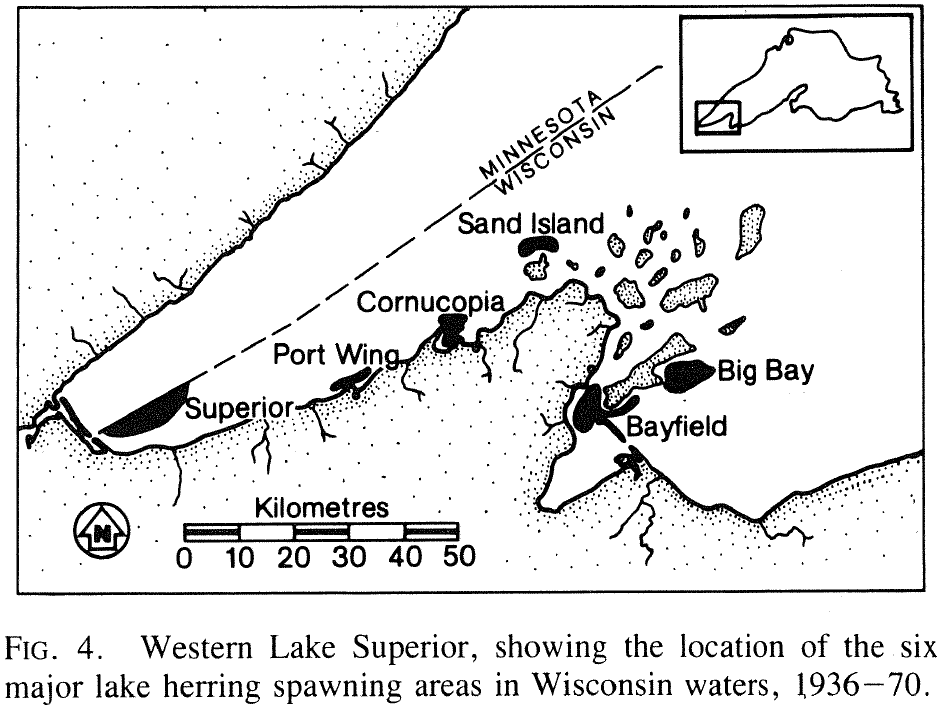 MINNESOTA
WISCONSIN
Sand Island
Cornucopia
Port Wing
Big Bay
Superior
Bayfield
Kilometres
N
0 10 20 30 40 50
FIG. 4. Western Lake Superior, showing the location of the six
major lake herring spawning areas in Wisconsin waters, 1936–70.